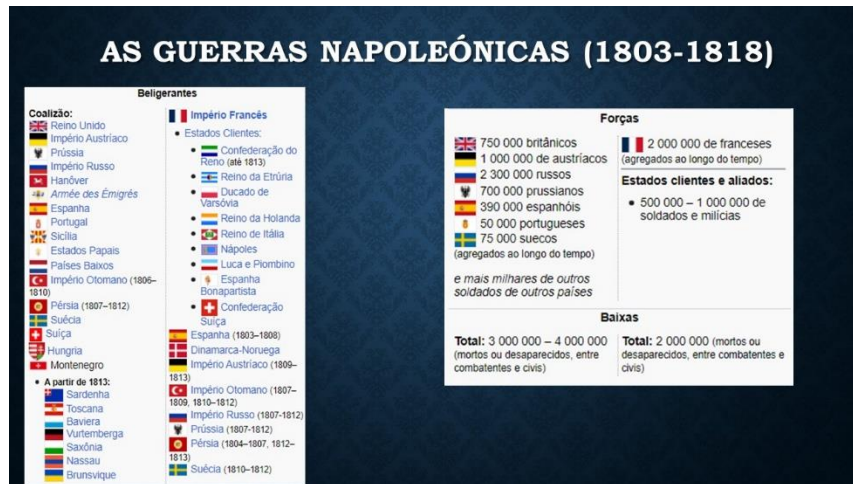 AS GUERRAS NAPOLEÓNICAS (1803-1818)
Beligerantes
Coalizão:
Reino Unido
Império Austríaco
Prússia
Império Russo
Hanôver
Armée des Émigrés
Espanha
Portugal
Sicília
Estados Papais
Países Baixos
Império Otomano (1806–
1810)
Pérsia (1807–1812)
Suécia
Suíça
Hungria
Montenegro
• A partir de 1813:
Sardenha
Toscana
Baviera
Vurtemberga
Saxônia
Nassau
Brunsvique
Império Francês
• Estados Clientes:
• Confederação do
Reno (até 1813)
• Reino da Etrúria
• Ducado de
Varsóvia
• Reino da Holanda
• Reino de Itália
• Nápoles
• Luca e Piombino
• Espanha
Bonapartista
• Confederação
Suíça
Espanha (1803–1808)
Dinamarca-Noruega
Império Austríaco (1809–
1813)
Império Otomano (1807–
1809, 1810–1812)
Império Russo (1807-1812)
Prússia (1807-1812)
Pérsia (1804–1807, 1812–
1813)
Suécia (1810–1812)
Forças
750 000 britânicos
1 000 000 de austríacos
2 300 000 russos
700 000 prussianos
390 000 espanhóis
50 000 portugueses
75 000 suecos
(agregados ao longo do tempo)
e mais milhares de outros
soldados de outros países
2 000 000 de franceses
(agregados ao longo do tempo)
Estados clientes e aliados:
• 500 000 – 1 000 000 de
soldados e milícias
Baixas
Total: 3 000 000 – 4 000 000
(mortos ou desaparecidos, entre
combatentes e civis)
Total: 2 000 000 (mortos ou
desaparecidos, entre combatentes e
civis)